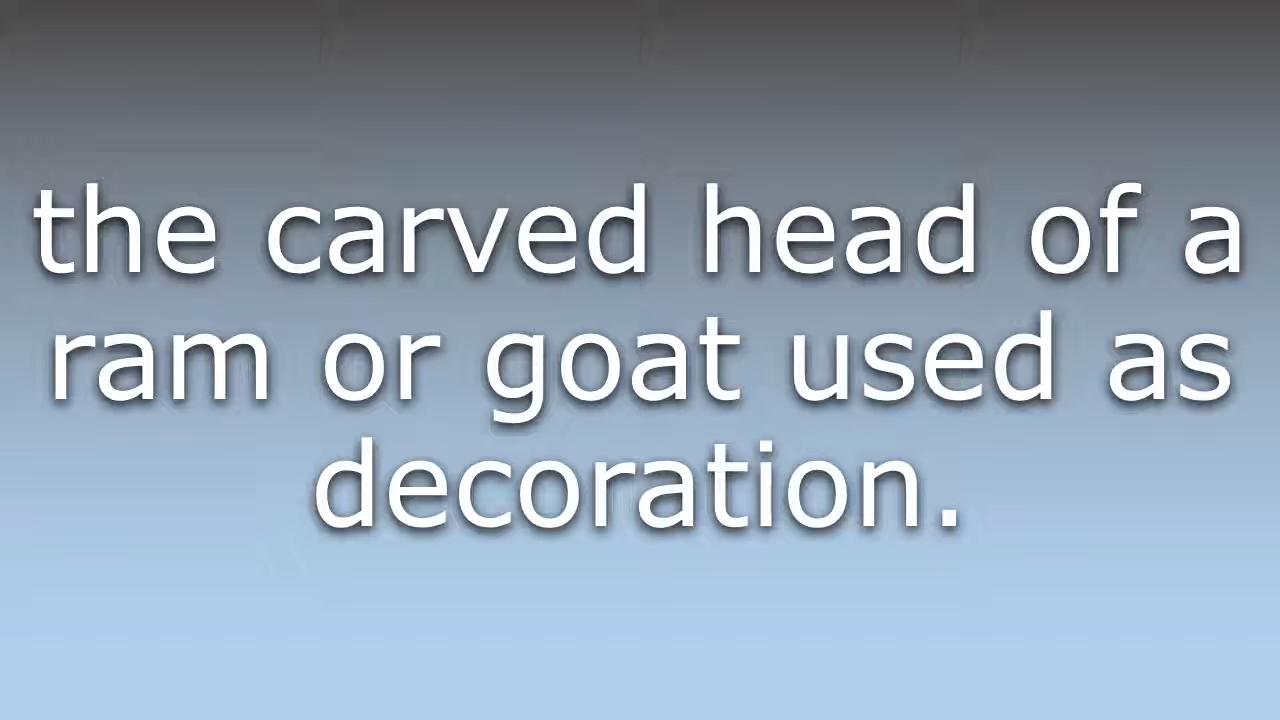 the carved head of a
ram or goat used as
decoration.